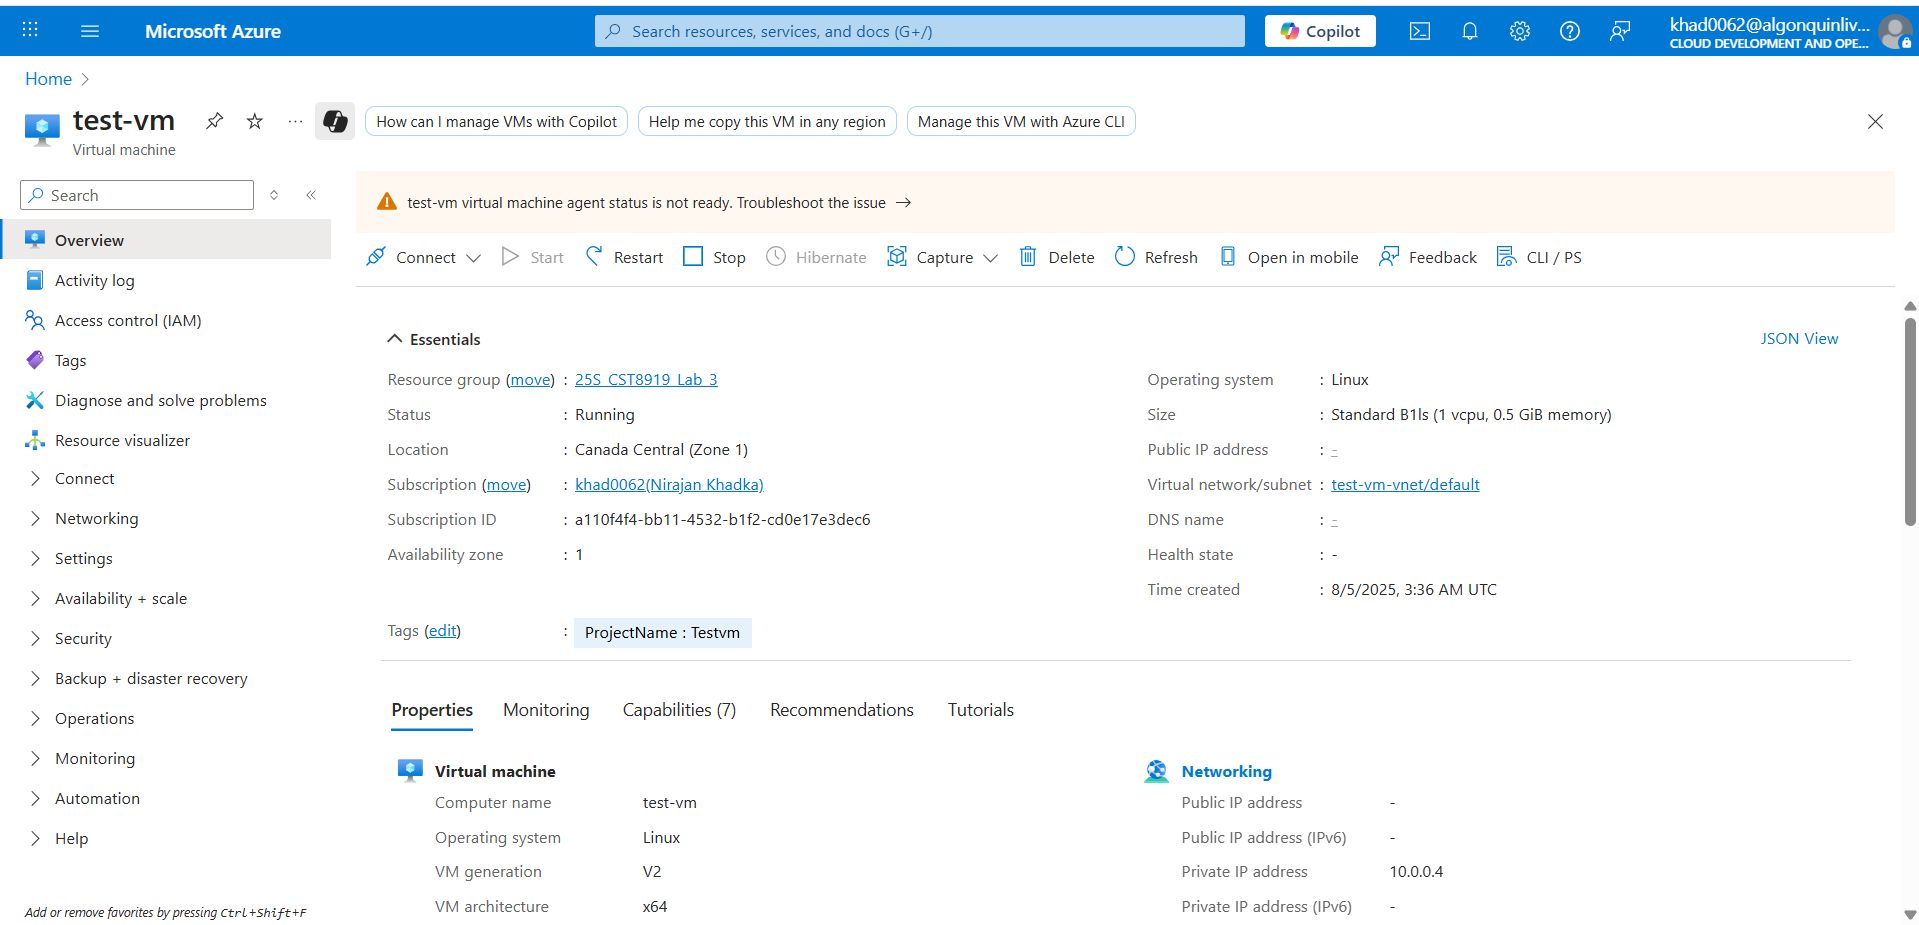 Microsoft Azure
Search resources, services, and docs (G+/)
Copilot
khad0062@algonquinliv...
CLOUD DEVELOPMENT AND OPE...
Home
test-vm
Virtual machine
How can I manage VMs with Copilot
Help me copy this VM in any region
Manage this VM with Azure CLI
Search
Overview
Activity log
Access control (IAM)
Tags
Diagnose and solve problems
Resource visualizer
Connect
Networking
Settings
Availability + scale
Security
Backup + disaster recovery
Operations
Monitoring
Automation
Help
Add or remove favorites by pressing Ctrl+Shift+F
test-vm virtual machine agent status is not ready. Troubleshoot the issue →
Connect
Start
Restart
Stop
Hibernate
Capture
Delete
Refresh
Open in mobile
Feedback
CLI / PS
Essentials
JSON View
Resource group (move) : 25S_CST8919_Lab_3
Status : Running
Location : Canada Central (Zone 1)
Subscription (move) : khad0062(Nirajan Khadka)
Subscription ID : a110f4f4-bb11-4532-b1f2-cd0e17e3dec6
Availability zone : 1
Operating system : Linux
Size : Standard B1ls (1 vcpu, 0.5 GiB memory)
Public IP address : -
Virtual network/subnet : test-vm-vnet/default
DNS name : -
Health state : -
Time created : 8/5/2025, 3:36 AM UTC
Tags (edit) : ProjectName : Testvm
Properties
Monitoring
Capabilities (7)
Recommendations
Tutorials
Virtual machine
Computer name test-vm
Operating system Linux
VM generation V2
VM architecture x64
Networking
Public IP address -
Public IP address (IPv6) -
Private IP address 10.0.0.4
Private IP address (IPv6) -